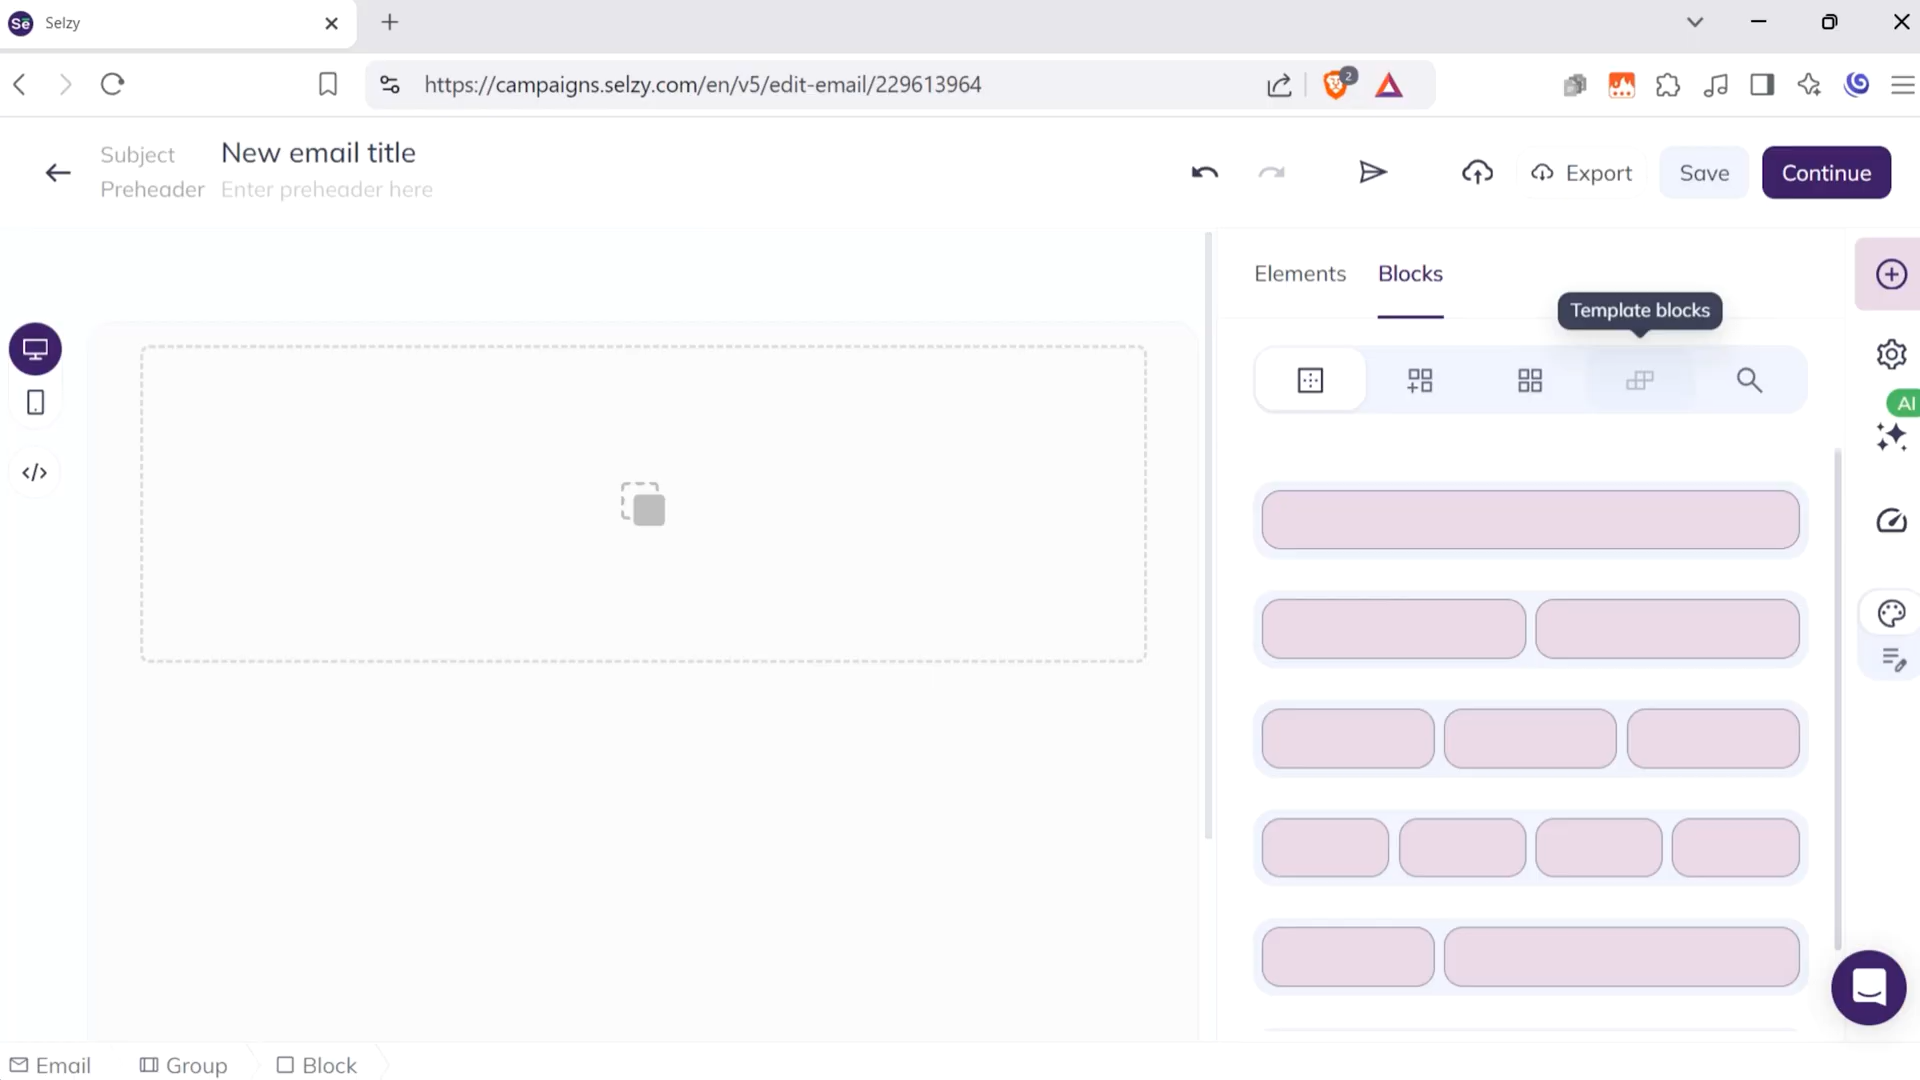 Selzy
https://campaigns.selzy.com/en/v5/edit-email/229613964
2
Subject New email title
Preheader Enter preheader here
Export
Save
Continue
Elements
Blocks
Template blocks
AI
Email
Group
Block